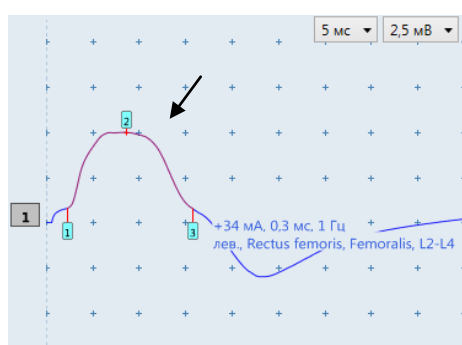 5 мс 2,5 мВ
2
1
1
3
+34 мА, 0,3 мс, 1 Гц
лев., Rectus femoris, Femoralis, L2-L4